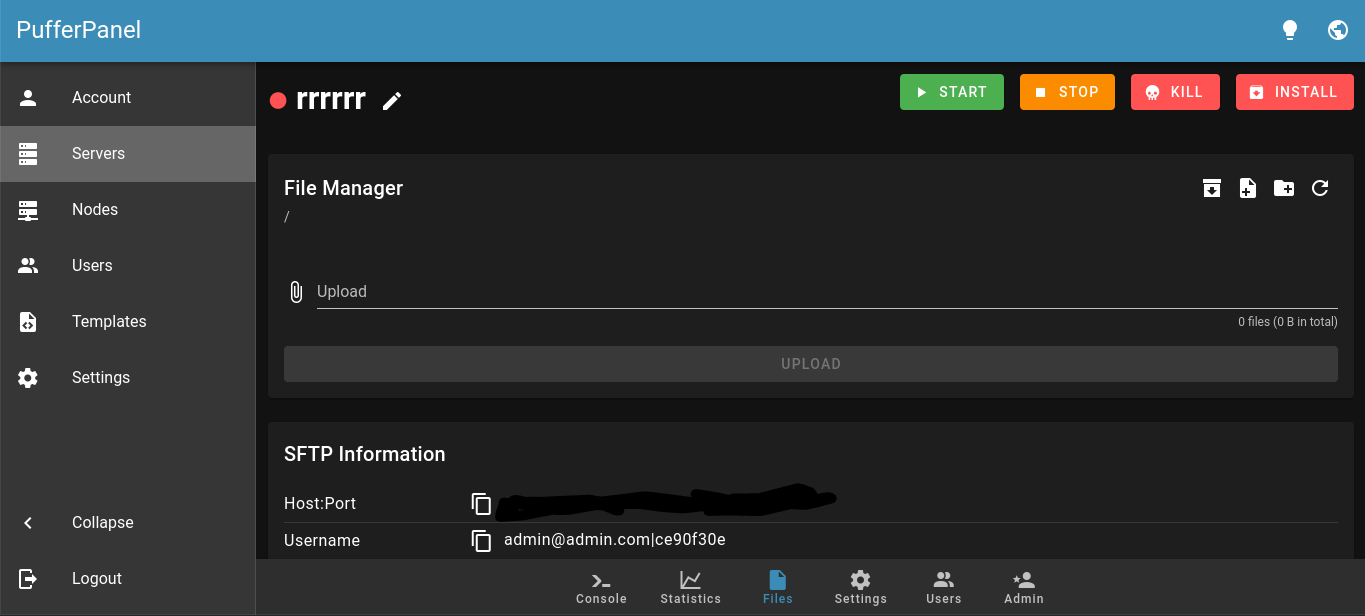 PufferPanel
Account
Servers
Nodes
Users
Templates
Settings
Collapse
Logout
rrrrrr
START
STOP
KILL
INSTALL
File Manager
/
Upload
0 files (0 B in total)
UPLOAD
SFTP Information
Host:Port
Username admin@admin.com|ce90f30e
Console
Statistics
Files
Settings
Users
Admin